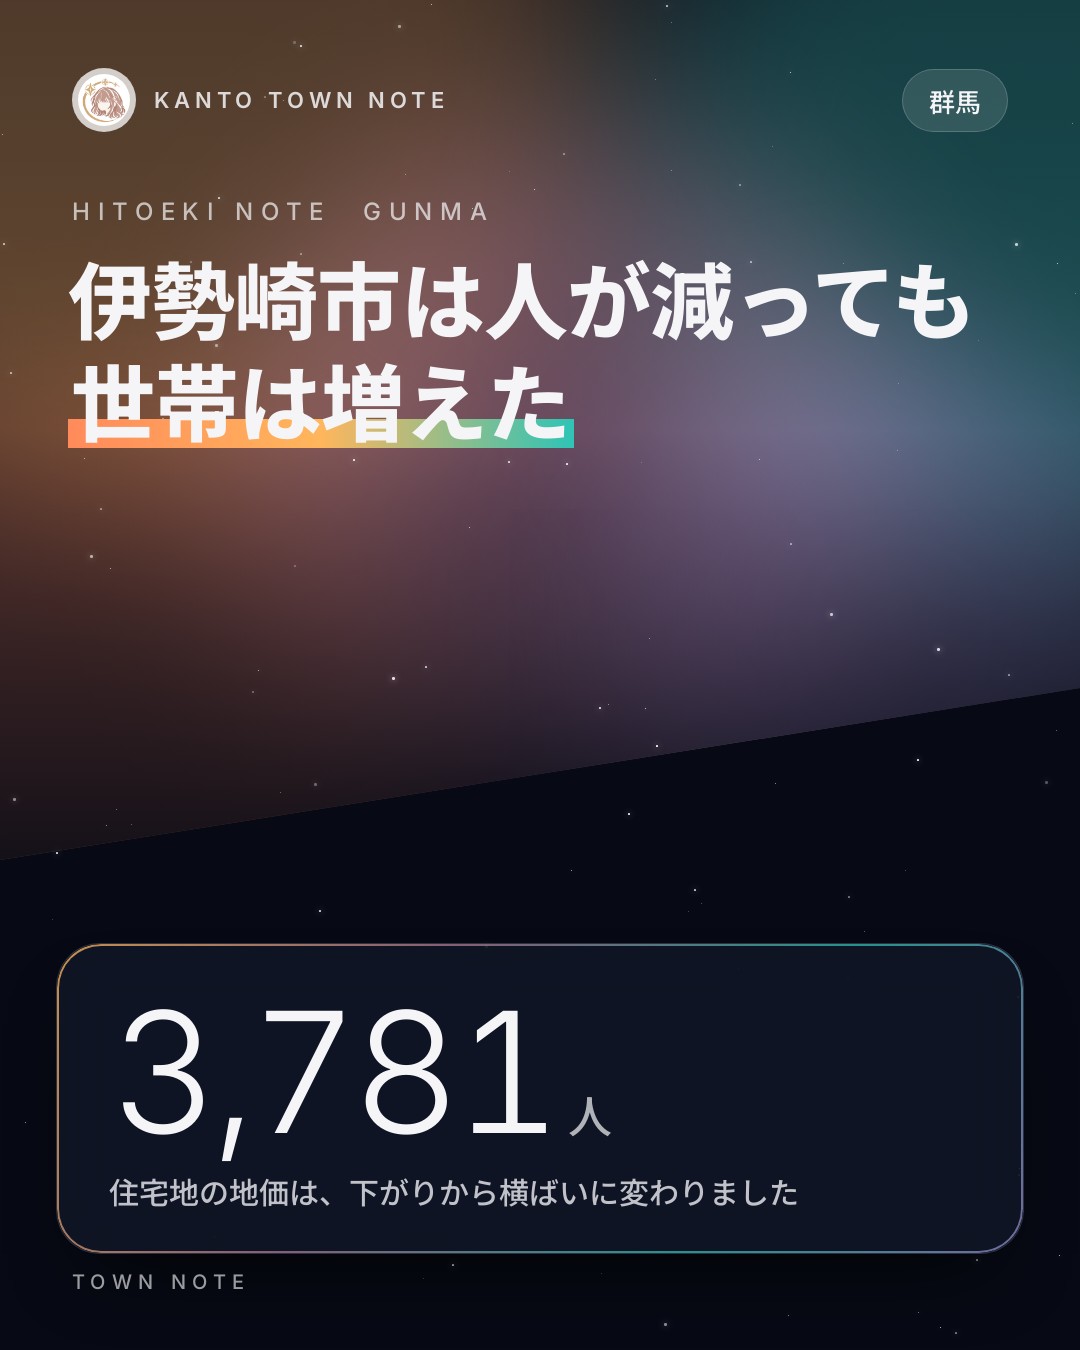 KANTO TOWN NOTE
群馬
HITOEKI NOTE GUNMA
伊勢崎市は人が減っても
世帯は増えた
3,781人
住宅地の地価は、下がりから横ばいに変わりました
TOWN NOTE